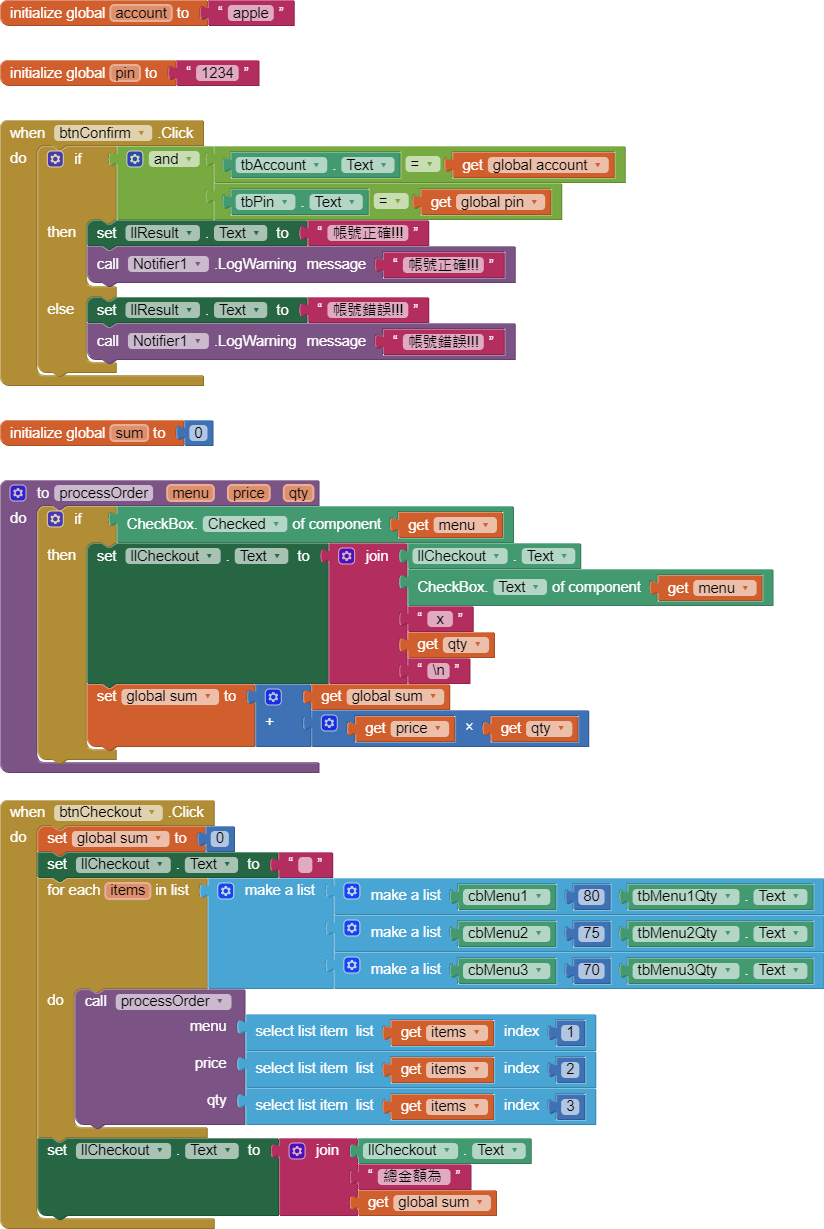 initialize global account to “ apple ”
initialize global pin to “ 1234 ”
when btnConfirm .Click
do if and tbAccount . Text = get global account
tbPin . Text = get global pin
then set llResult . Text to “ 帳號正確!!! ”
call Notifier1 .LogWarning message “ 帳號正確!!! ”
else set llResult . Text to “ 帳號錯誤!!! ”
call Notifier1 .LogWarning message “ 帳號錯誤!!! ”
initialize global sum to 0
to processOrder menu price qty
do if CheckBox. Checked of component get menu
then set llCheckout . Text to join llCheckout . Text
CheckBox. Text of component get menu
“ x ”
get qty
“ \n ”
set global sum to get global sum
+ get price × get qty
when btnCheckout .Click
do set global sum to 0
set llCheckout . Text to “ ”
for each items in list make a list make a list cbMenu1 80 tbMenu1Qty . Text
make a list cbMenu2 75 tbMenu2Qty . Text
make a list cbMenu3 70 tbMenu3Qty . Text
do call processOrder
menu select list item list get items index 1
price select list item list get items index 2
qty select list item list get items index 3
set llCheckout . Text to join llCheckout . Text
“ 總金額為 ”
get global sum